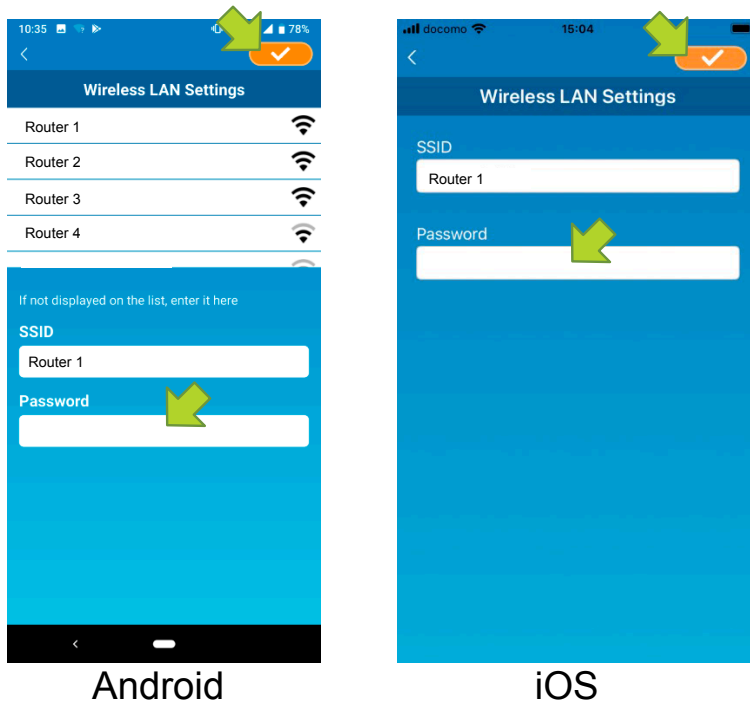 10:35
78%
Wireless LAN Settings
Router 1
Router 2
Router 3
Router 4
If not displayed on the list, enter it here
SSID
Router 1
Password
Android
docomo
15:04
Wireless LAN Settings
SSID
Router 1
Password
iOS